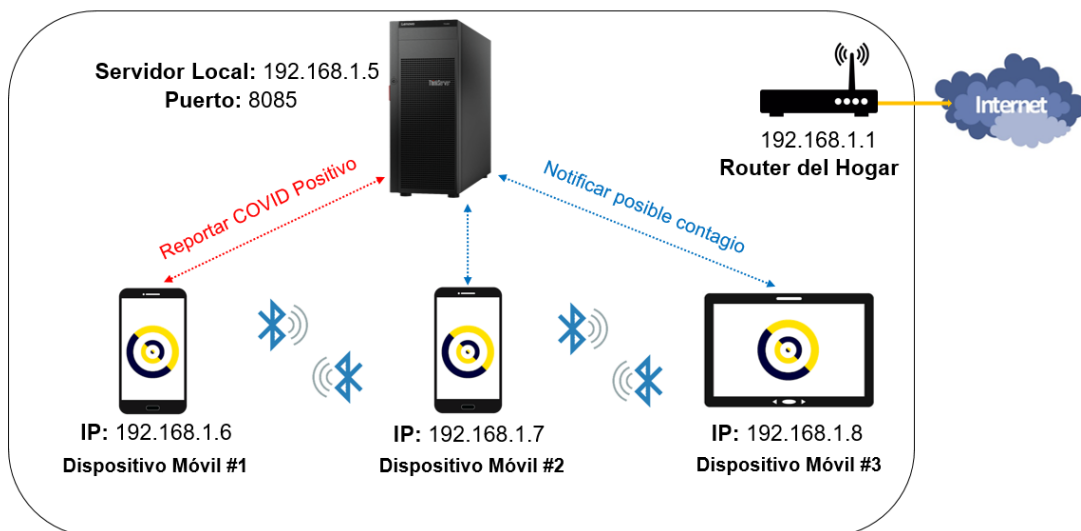 Servidor Local: 192.168.1.5
Puerto: 8085
192.168.1.1
Router del Hogar
Internet
Reportar COVID Positivo
Notificar posible contagio
IP: 192.168.1.6
Dispositivo Móvil #1
IP: 192.168.1.7
Dispositivo Móvil #2
IP: 192.168.1.8
Dispositivo Móvil #3